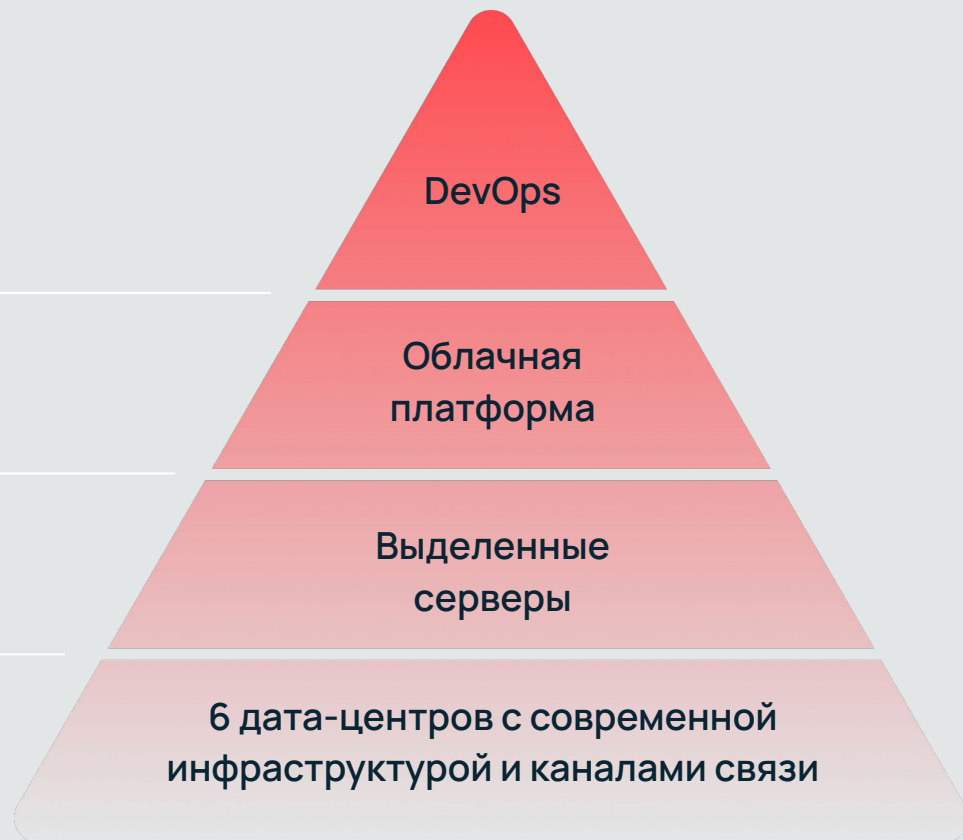 DevOps
Облачная
платформа
Выделенные
серверы
6 дата-центров с современной
инфраструктурой и каналами связи